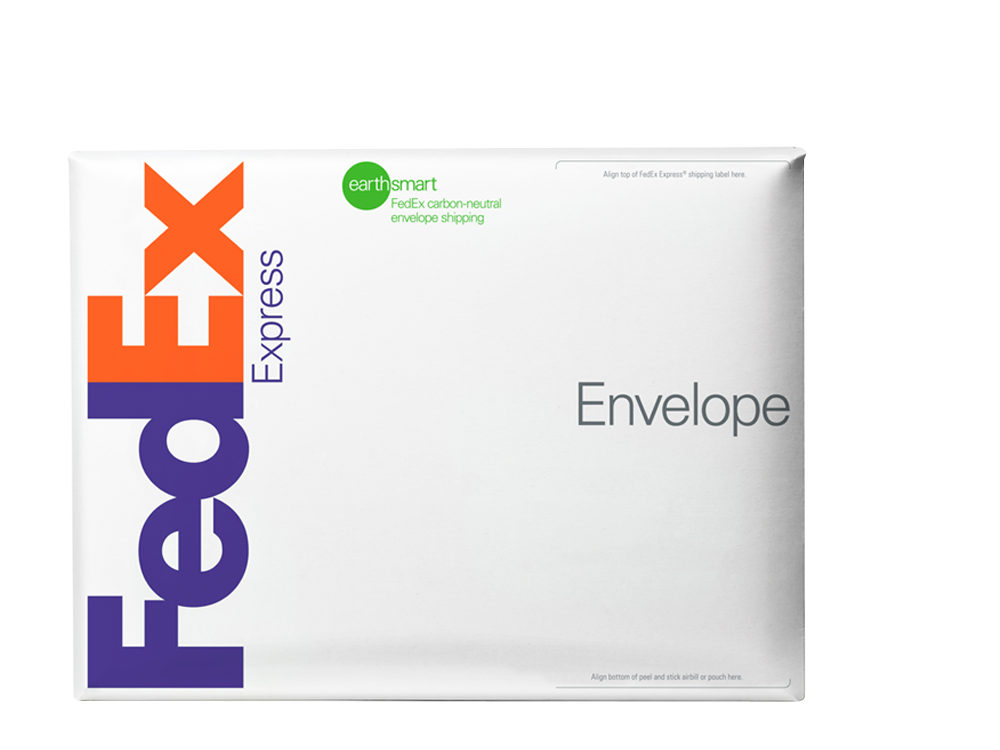 FedEx
Express
earthsmart
FedEx carbon-neutral
envelope shipping
Align top of FedEx Express® shipping label here.
Envelope
Align bottom of peel and stick airbill or pouch here.